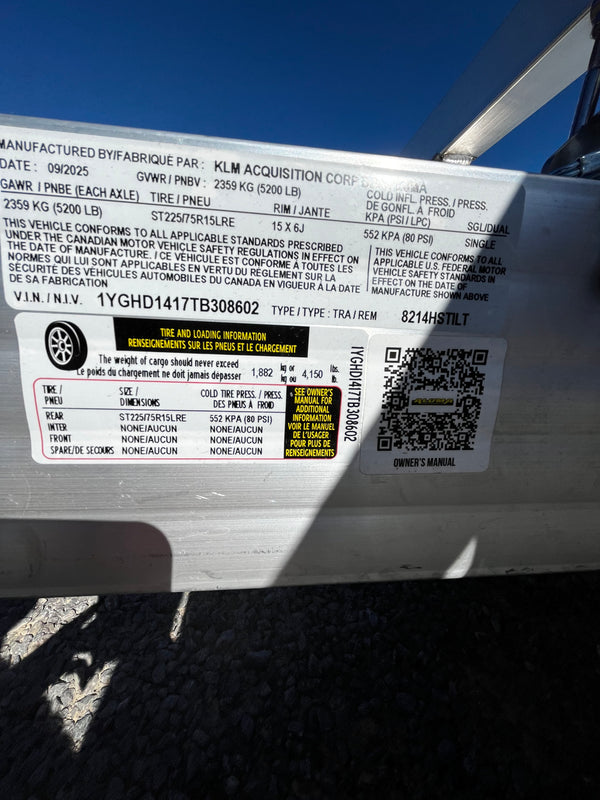 MANUFACTURED BY/FABRIQUÉ PAR : KLM ACQUISITION CORP
DATE : 09/2025 GVWR / PNBV : 2359 KG (5200 LB)
GAWR / PNBE (EACH AXLE) TIRE / PNEU RIM / JANTE COLD INFL. PRESS. / PRESS. DE GONFL. À FROID KPA (PSI / LPC) SGL/DUAL
2359 KG (5200 LB) ST225/75R15LRE 15 X 6J 552 KPA (80 PSI) SINGLE
THIS VEHICLE CONFORMS TO ALL APPLICABLE STANDARDS PRESCRIBED
UNDER THE CANADIAN MOTOR VEHICLE SAFETY REGULATIONS IN EFFECT ON
THE DATE OF MANUFACTURE. / CE VÉHICULE EST CONFORME À TOUTES LES
NORMES QUI LUI SONT APPLICABLES EN VERTU DU RÈGLEMENT SUR LA
SÉCURITÉ DES VÉHICULES AUTOMOBILES DU CANADA EN VIGUEUR À LA DATE
DE SA FABRICATION
THIS VEHICLE CONFORMS TO ALL
APPLICABLE U.S. FEDERAL MOTOR
VEHICLE SAFETY STANDARDS IN
EFFECT ON THE DATE OF
MANUFACTURE SHOWN ABOVE
V.I.N. / N.I.V. 1YGHD1417TB308602 TYPE / TYPE : TRA / REM 8214HSTILT
TIRE AND LOADING INFORMATION
RENSEIGNEMENTS SUR LES PNEUS ET LE CHARGEMENT
The weight of cargo should never exceed
Le poids du chargement ne doit jamais dépasser
1,882 kg or kg ou 4,150 lbs. lb.
TIRE / PNEU SIZE / DIMENSIONS COLD TIRE PRESS. / PRESS. DES PNEUS À FROID
REAR ST225/75R15LRE 552 KPA (80 PSI)
INTER NONE/AUCUN NONE/AUCUN
FRONT NONE/AUCUN NONE/AUCUN
SPARE/DE SECOURS NONE/AUCUN NONE/AUCUN
SEE OWNER'S
MANUAL FOR
ADDITIONAL
INFORMATION
VOIR LE MANUEL
DE L'USAGER
POUR PLUS DE
RENSEIGNEMENTS
1YGHD1417TB308602
OWNER'S MANUAL